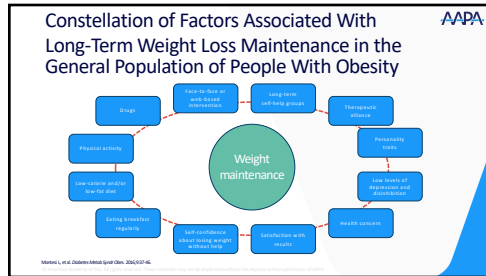 Constellation of Factors Associated With
Long-Term Weight Loss Maintenance in the
General Population of People With Obesity
AAPA
Face-to-face or
web-based
intervention
Long-term
self-help groups
Drugs
Therapeutic
alliance
Physical activity
Personality
traits
Weight
maintenance
Low-calorie and/or
low-fat diet
Low levels of
depression and
disinhibition
Eating breakfast
regularly
Self-confidence
about losing weight
without help
Satisfaction with
results
Health concern
Montesi L, et al. Diabetes Metab Syndr Obes. 2016;9:37-46.